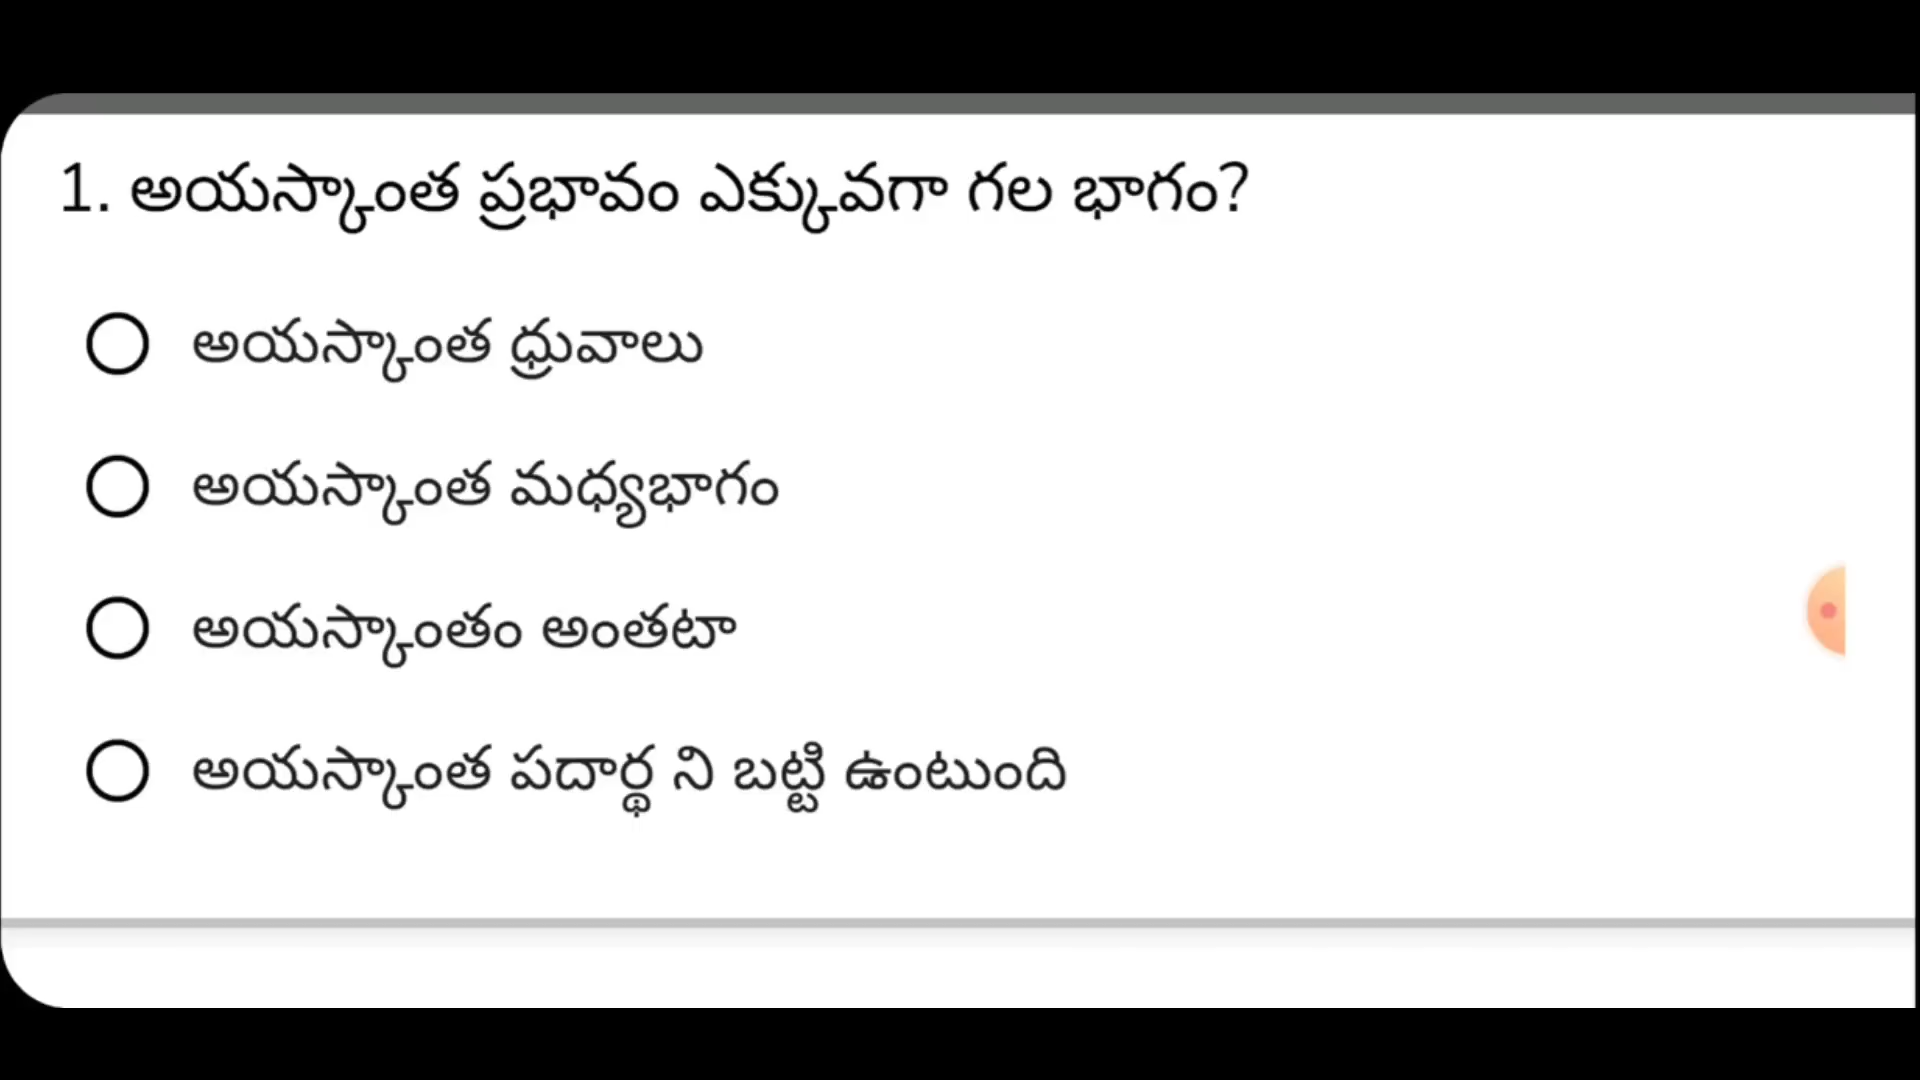 1. అయస్కాంత ప్రభావం ఎక్కువగా గల భాగం?
అయస్కాంత ధ్రువాలు
అయస్కాంత మధ్యభాగం
అయస్కాంతం అంతటా
అయస్కాంత పదార్థ ని బట్టి ఉంటుంది